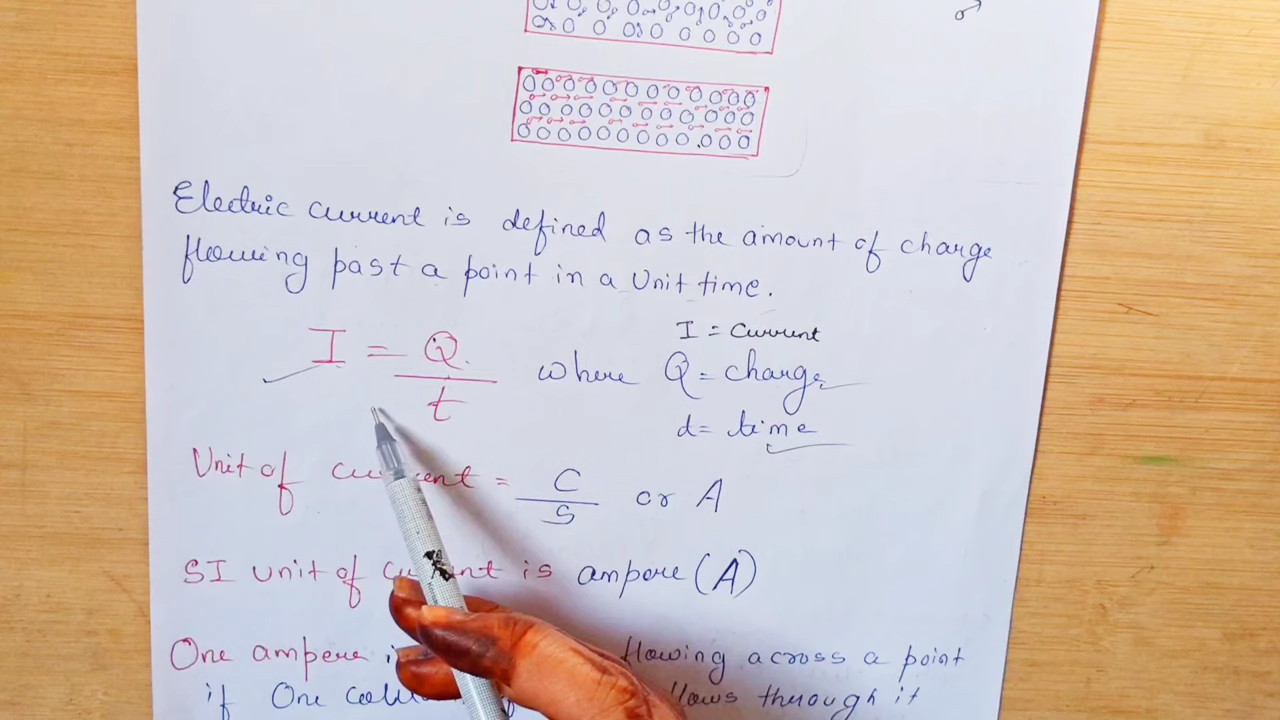 Electric current is defined as the amount of charge
flowing past a point in a Unit time.
I = Q/t where
I = Current
Q = charge
d = time
Unit of current = C/S or A
SI unit of current is ampere (A)
One ampere flowing across a point
if One flows through it